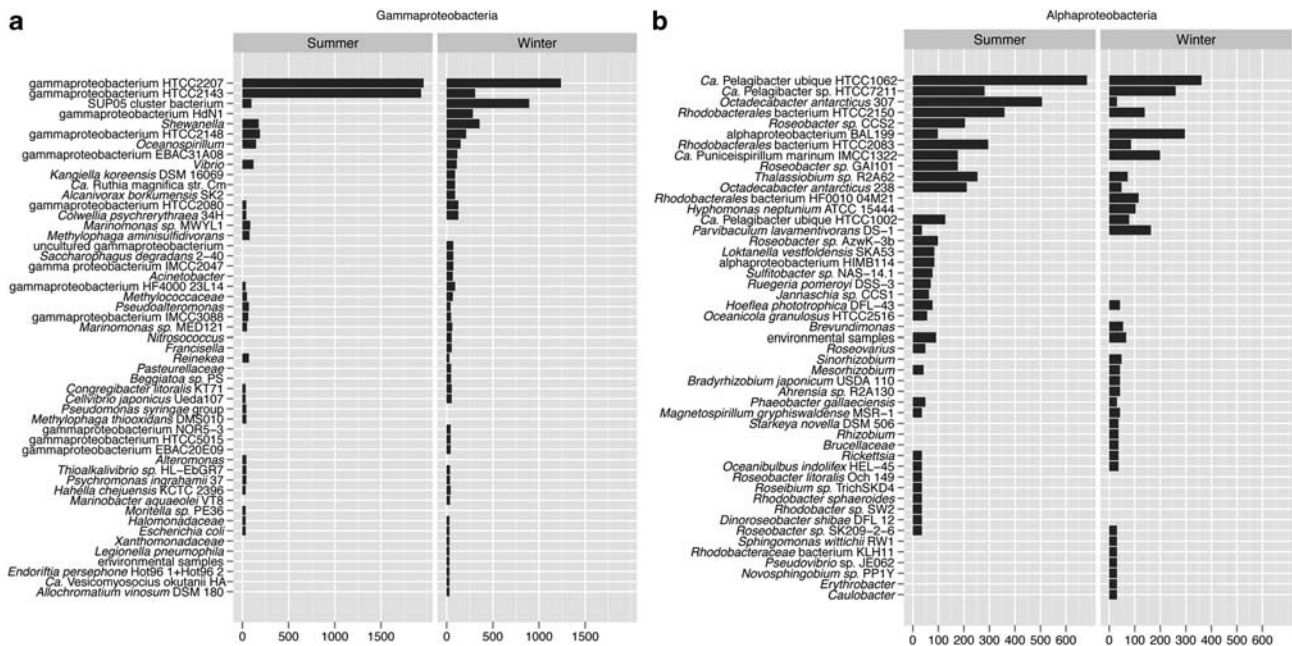 a
Gammaproteobacteria
Summer
Winter
gammaproteobacterium HTCC2207
gammaproteobacterium HTCC2143
SUP05 cluster bacterium
gammaproteobacterium HdN1
Shewanella
gammaproteobacterium HTCC2148
Oceanospirillum
gammaproteobacterium EBAC31A08
Vibrio
Kangiella koreensis DSM 16069
Ca. Ruthia magnifica str. Cm
Alcanivorax borkumensis SK2
gammaproteobacterium HTCC2080
Colwellia psychrerythraea 34H
Marinomonas sp. MWYL1
Methylophaga aminisulfidivorans
uncultured gammaproteobacterium
Saccharophagus degradans 2−40
gamma proteobacterium IMCC2047
Acinetobacter
gammaproteobacterium HF4000 23L14
Methylococcaceae
Pseudoalteromonas
gammaproteobacterium IMCC3088
Marinomonas sp. MED121
Nitrosococcus
Francisella
Reinekea
Pasteurellaceae
Beggiatoa sp. PS
Congregibacter litoralis KT71
Cellvibrio japonicus Ueda107
Pseudomonas syringae group
Methylophaga thiooxidans DMS010
gammaproteobacterium NOR5−3
gammaproteobacterium HTCC5015
gammaproteobacterium EBAC20E09
Alteromonas
Thioalkalivibrio sp. HL−EbGR7
Psychromonas ingrahamii 37
Hahella chejuensis KCTC 2396
Marinobacter aquaeolei VT8
Moritella sp. PE36
Halomonadaceae
Escherichia coli
Xanthomonadaceae
Legionella pneumophila
environmental samples
Endoriftia persephone Hot96 1+Hot96 2
Ca. Vesicomyosocius okutanii HA
Allochromatium vinosum DSM 180
0 500 1000 1500
0 500 1000 1500
b
Alphaproteobacteria
Summer
Winter
Ca. Pelagibacter ubique HTCC1062
Ca. Pelagibacter sp. HTCC7211
Octadecabacter antarcticus 307
Rhodobacterales bacterium HTCC2150
Roseobacter sp. CCS2
alphaproteobacterium BAL199
Rhodobacterales bacterium HTCC2083
Ca. Puniceispirillum marinum IMCC1322
Roseobacter sp. GAI101
Thalassiobium sp. R2A62
Octadecabacter antarcticus 238
Rhodobacterales bacterium HF0010 04M21
Hyphomonas neptunium ATCC 15444
Ca. Pelagibacter ubique HTCC1002
Parvibaculum lavamentivorans DS−1
Roseobacter sp. AzwK−3b
Loktanella vestfoldensis SKA53
alphaproteobacterium HIMB114
Sulfitobacter sp. NAS−14.1
Ruegeria pomeroyi DSS−3
Jannaschia sp. CCS1
Hoeflea phototrophica DFL−43
Oceanicola granulosus HTCC2516
Brevundimonas
environmental samples
Roseovarius
Sinorhizobium
Mesorhizobium
Bradyrhizobium japonicum USDA 110
Ahrensia sp. R2A130
Phaeobacter gallaeciensis
Magnetospirillum gryphiswaldense MSR−1
Starkeya novella DSM 506
Rhizobium
Brucellaceae
Rickettsia
Oceanibulbus indolifex HEL−45
Roseobacter litoralis Och 149
Roseibium sp. TrichSKD4
Rhodobacter sphaeroides
Rhodobacter sp. SW2
Dinoroseobacter shibae DFL 12
Roseobacter sp. SK209−2−6
Sphingomonas wittichii RW1
Rhodobacteraceae bacterium KLH11
Pseudovibrio sp. JE062
Novosphingobium sp. PP1Y
Erythrobacter
Caulobacter
0 100 200 300 400 500 600
0 100 200 300 400 500 600